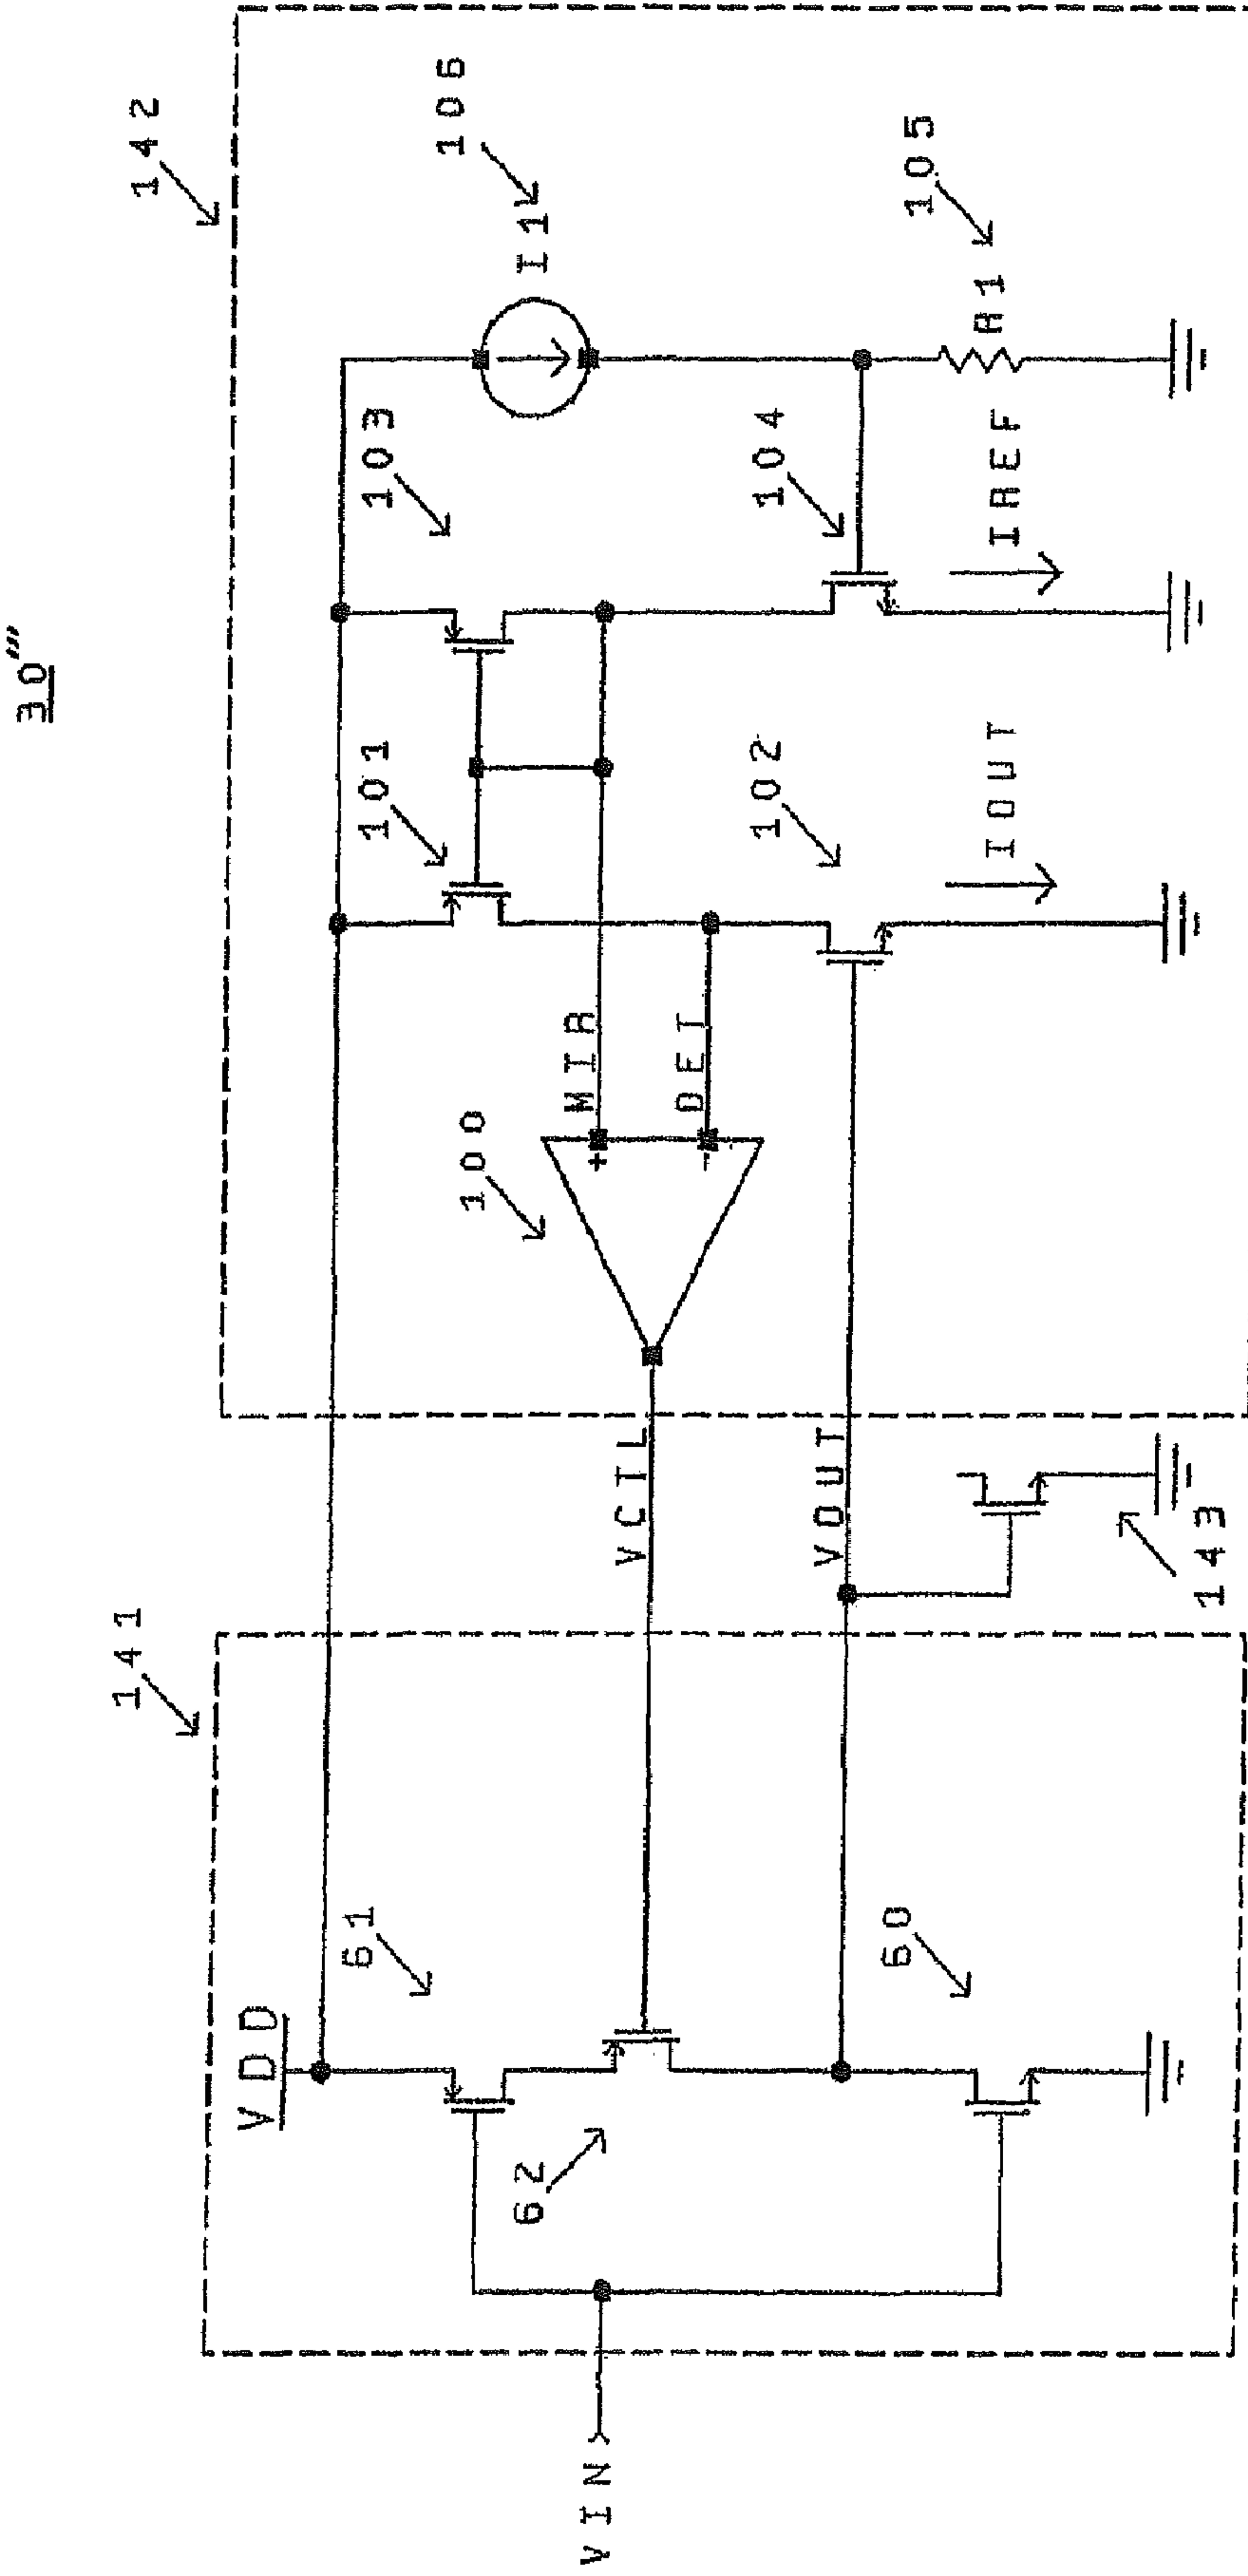 30'''
141
142
VDD
61
62
60
VIN
VCTL
VOUT
143
100
MIR
DET
+
-
101
103
102
104
IOUT
IREF
I1
106
R1
105